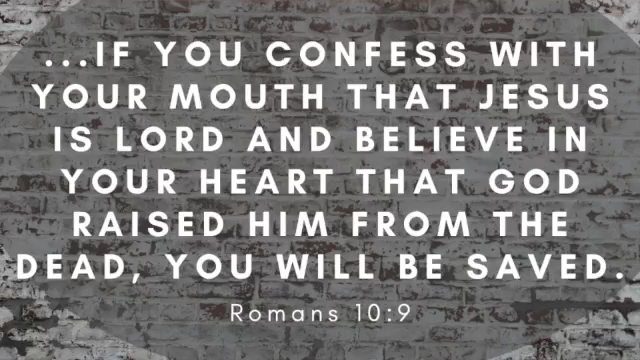 ...IF YOU CONFESS WITH
YOUR MOUTH THAT JESUS
IS LORD AND BELIEVE IN
YOUR HEART THAT GOD
RAISED HIM FROM THE
DEAD, YOU WILL BE SAVED.
Romans 10:9